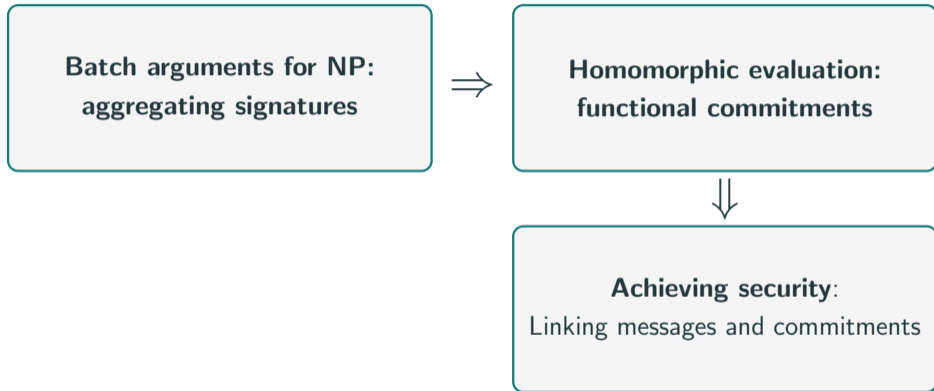 Batch arguments for NP:
aggregating signatures
⇒
Homomorphic evaluation:
functional commitments
⇓
Achieving security:
Linking messages and commitments